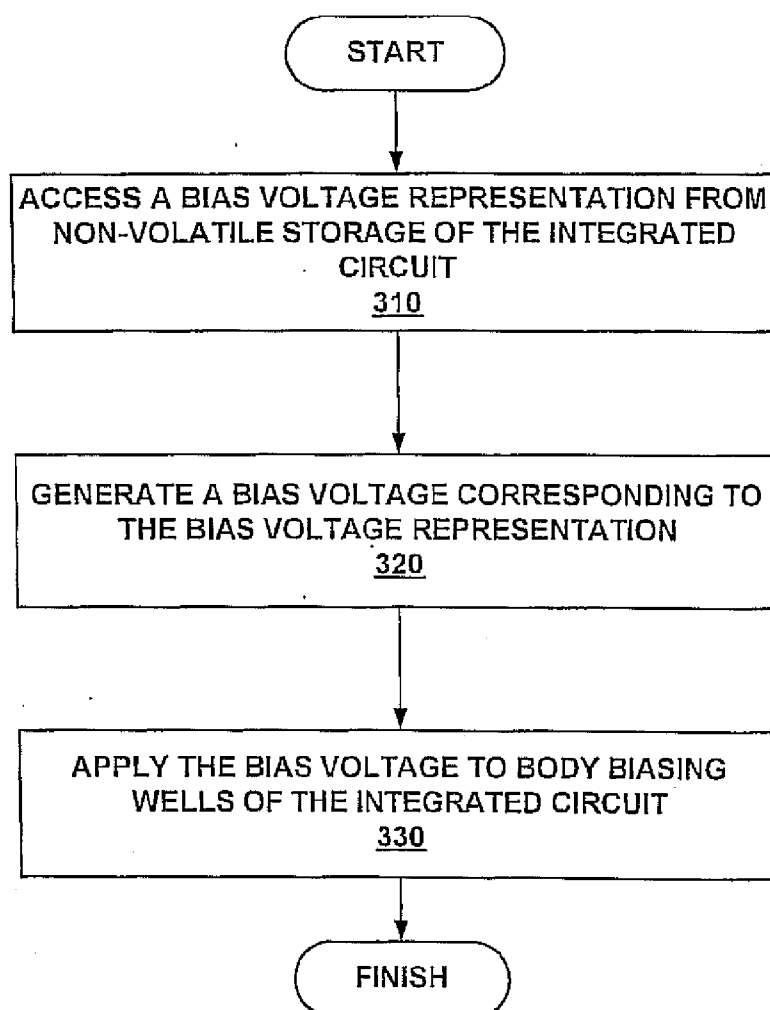 START
ACCESS A BIAS VOLTAGE REPRESENTATION FROM
NON-VOLATILE STORAGE OF THE INTEGRATED
CIRCUIT
310
GENERATE A BIAS VOLTAGE CORRESPONDING TO
THE BIAS VOLTAGE REPRESENTATION
320
APPLY THE BIAS VOLTAGE TO BODY BIASING
WELLS OF THE INTEGRATED CIRCUIT
330
FINISH